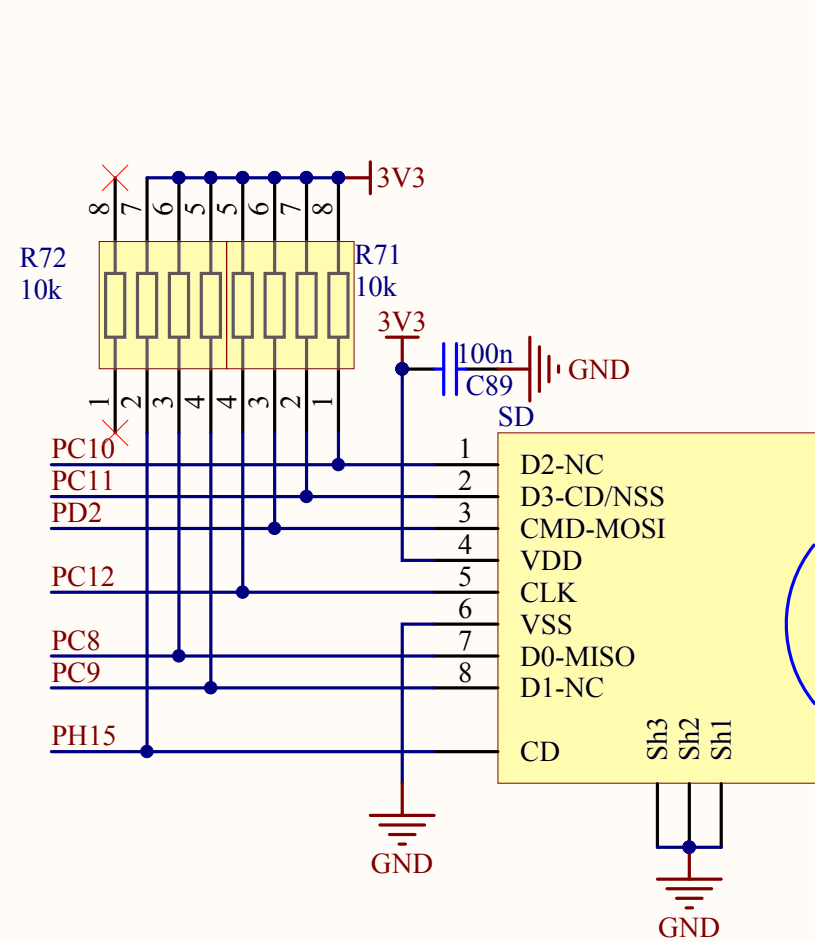 3V3
8 7 6 5 5 6 7 8
R72
10k
R71
10k
3V3
100n
C89
GND
1 2 3 4 4 3 2 1
SD
PC10 1 D2-NC
PC11 2 D3-CD/NSS
PD2 3 CMD-MOSI
4 VDD
PC12 5 CLK
6 VSS
PC8 7 D0-MISO
PC9 8 D1-NC
PH15 CD
Sh3 Sh2 Sh1
GND
GND